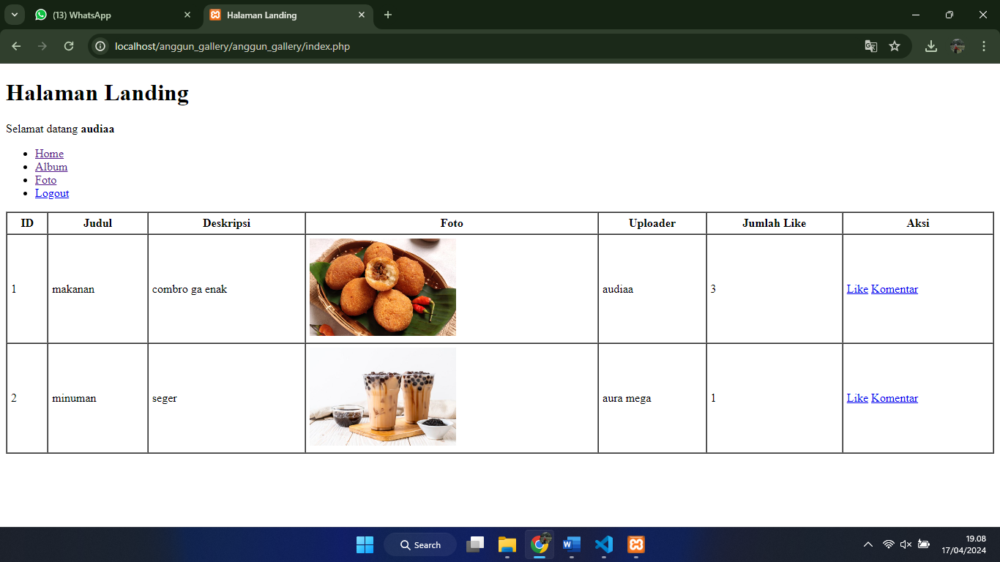 (13) WhatsApp
Halaman Landing
localhost/anggun_gallery/anggun_gallery/index.php
Halaman Landing
Selamat datang audiaa
Home
Album
Foto
Logout
ID Judul Deskripsi Foto Uploader Jumlah Like Aksi
1 makanan combro ga enak audiaa 3 Like Komentar
2 minuman seger aura mega 1 Like Komentar
Search
19.08
17/04/2024